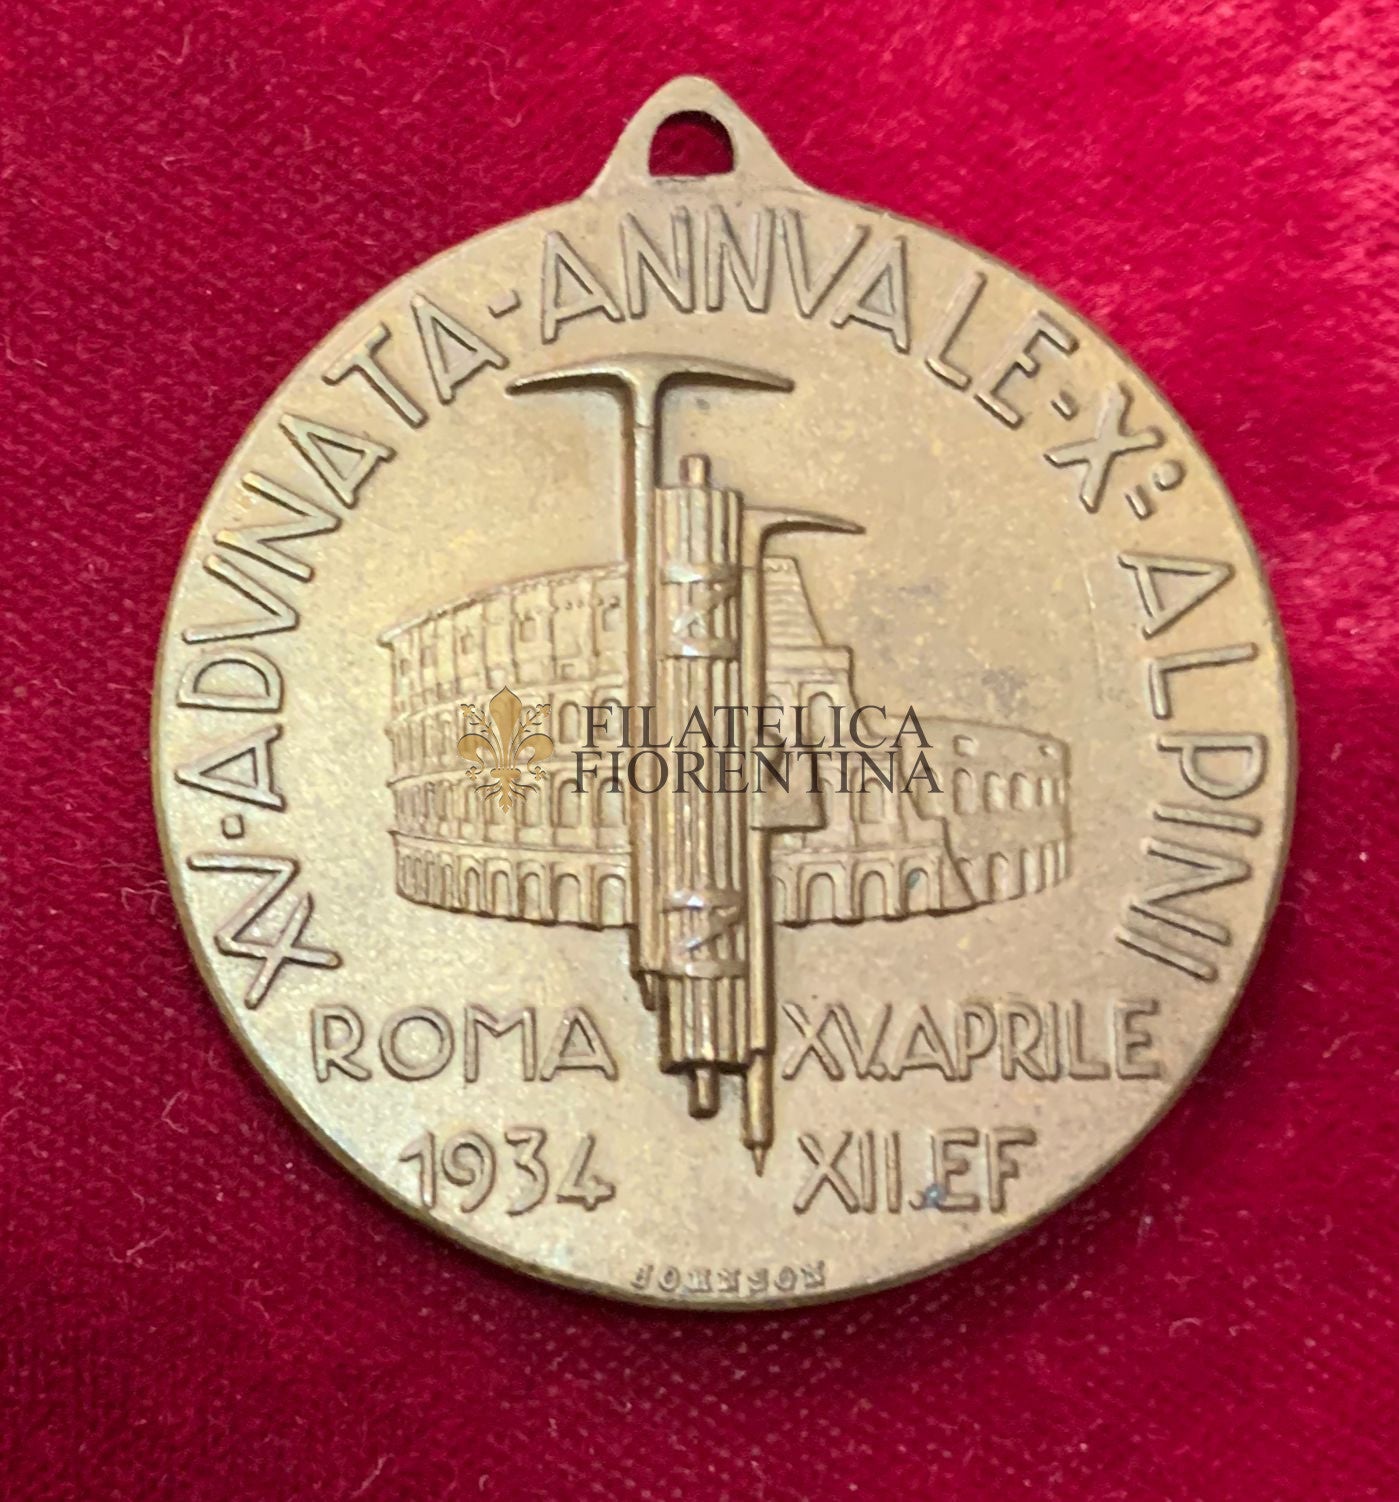 XV·ADVNATA-ANNVALE-X°-ALPINI
ROMA XV.APRILE
1934 XII.EF
JOHNSON
FILATELICA
FIORENTINA